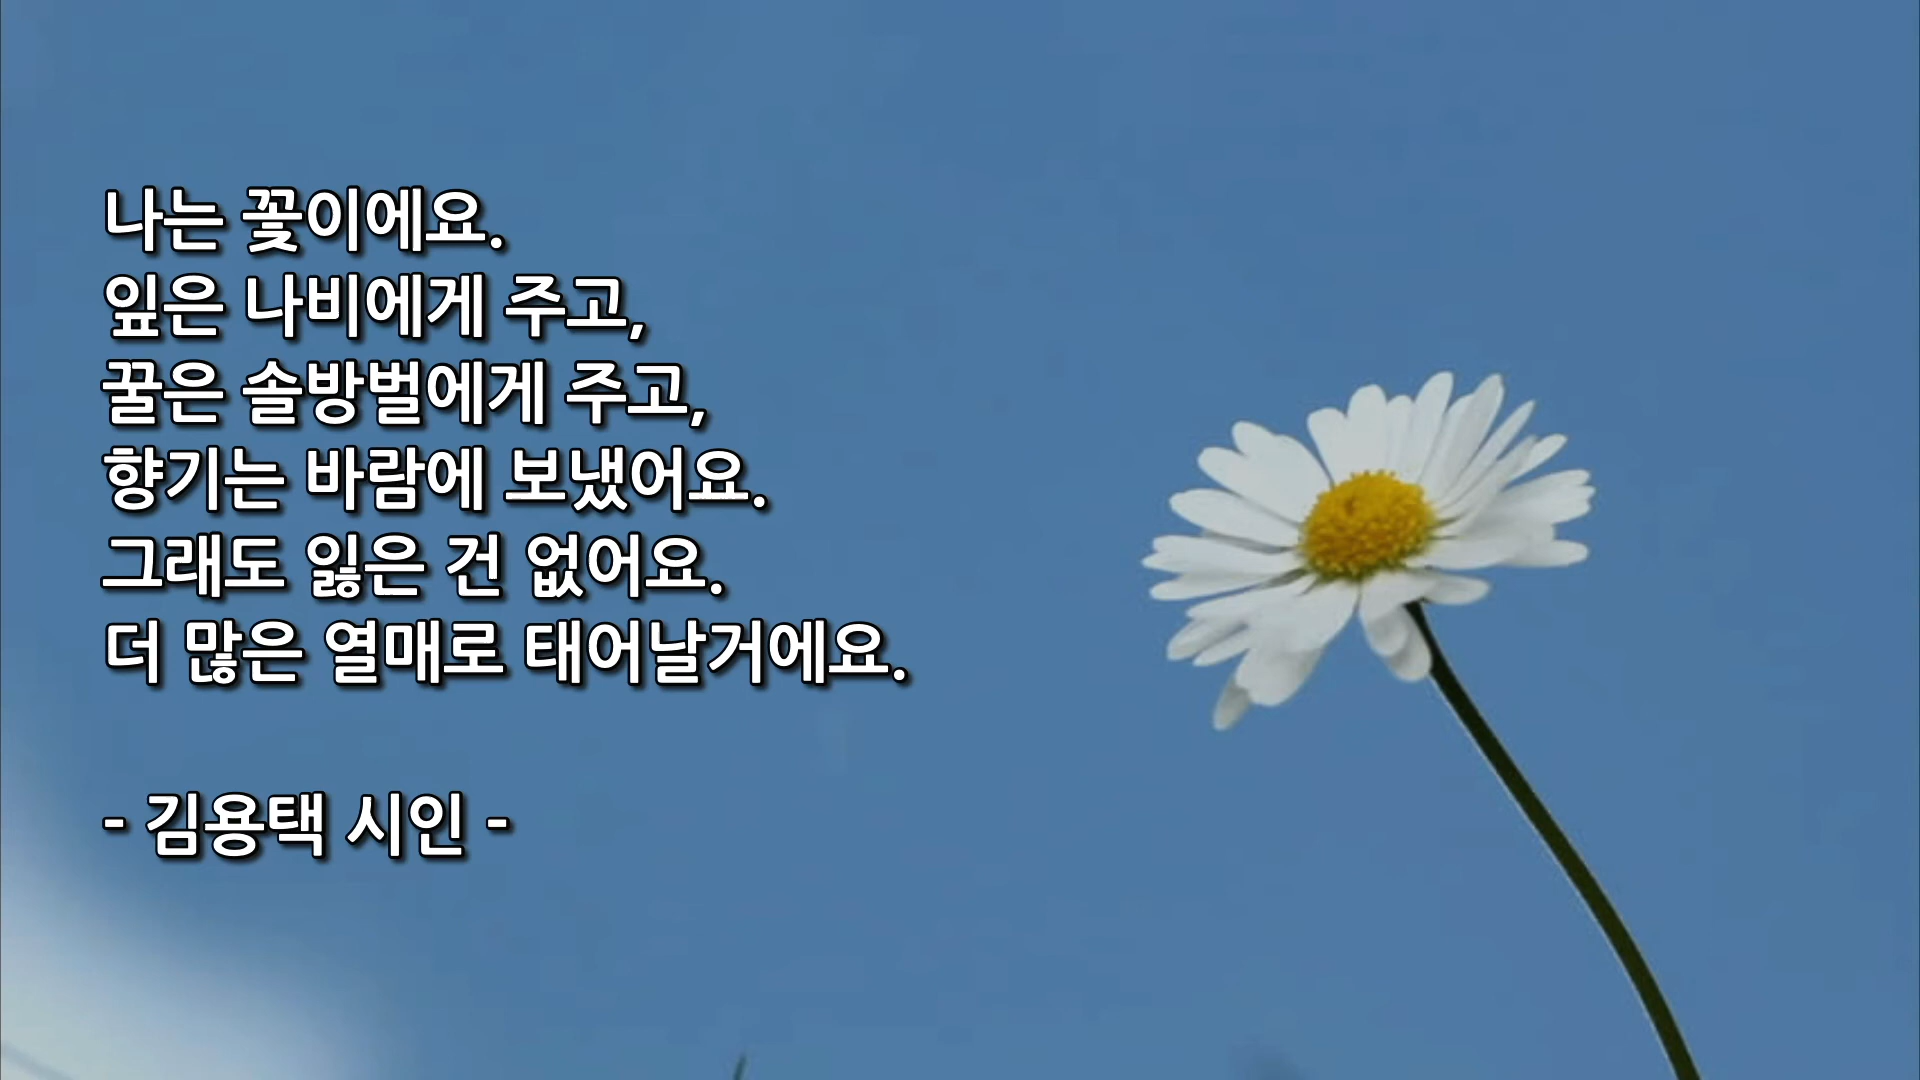 나는 꽃이에요.
잎은 나비에게 주고,
꿀은 솔방벌에게 주고,
향기는 바람에 보냈어요.
그래도 잃은 건 없어요.
더 많은 열매로 태어날거에요.
- 김용택 시인 -